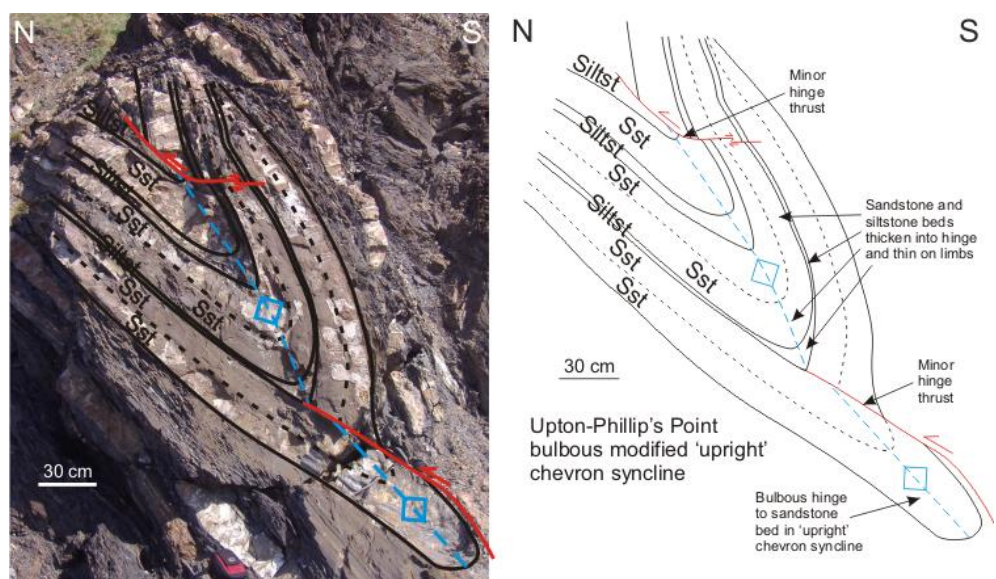 N
S
Siltst
Sst
Siltst
Sst
Siltst
Sst
Sst
30 cm
N
S
Siltst
Sst
Siltst
Sst
Siltst
Sst
Sst
Minor
hinge
thrust
Sandstone and
siltstone beds
thicken into hinge
and thin on limbs
30 cm
Minor
hinge
thrust
Upton-Phillip's Point
bulbous modified ‘upright’
chevron syncline
Bulbous hinge
to sandstone
bed in ‘upright’
chevron syncline